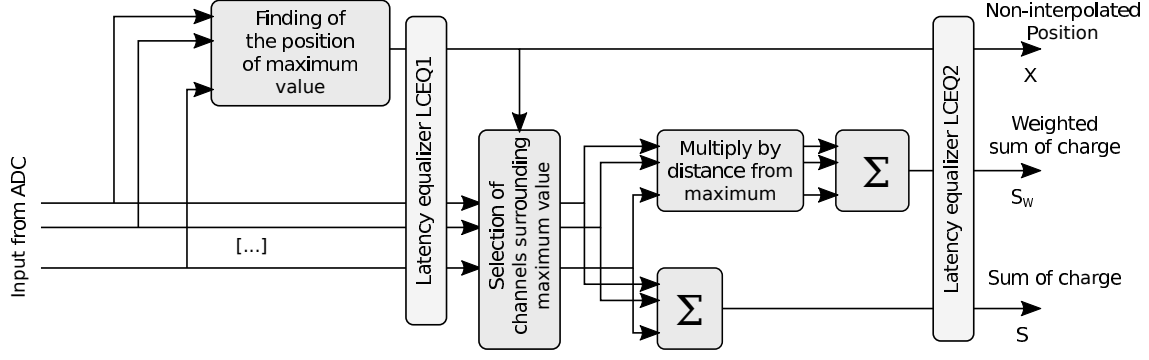 Finding of
the position
of maximum
value
Non-interpolated
Position
X
Input from ADC
[...]
Latency equalizer LCEQ1
Selection of
channels surrounding
maximum value
Multiply by
distance from
maximum
Σ
Σ
Latency equalizer LCEQ2
Weighted
sum of charge
S_W
Sum of charge
S